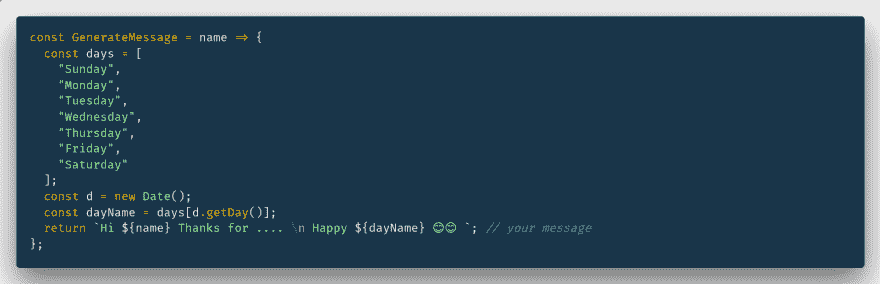 const GenerateMessage = name => {
  const days = [
    "Sunday",
    "Monday",
    "Tuesday",
    "Wednesday",
    "Thursday",
    "Friday",
    "Saturday"
  ];
  const d = new Date();
  const dayName = days[d.getDay()];
  return `Hi ${name} Thanks for .... \n Happy ${dayName} 😊😊 `; // your message
};